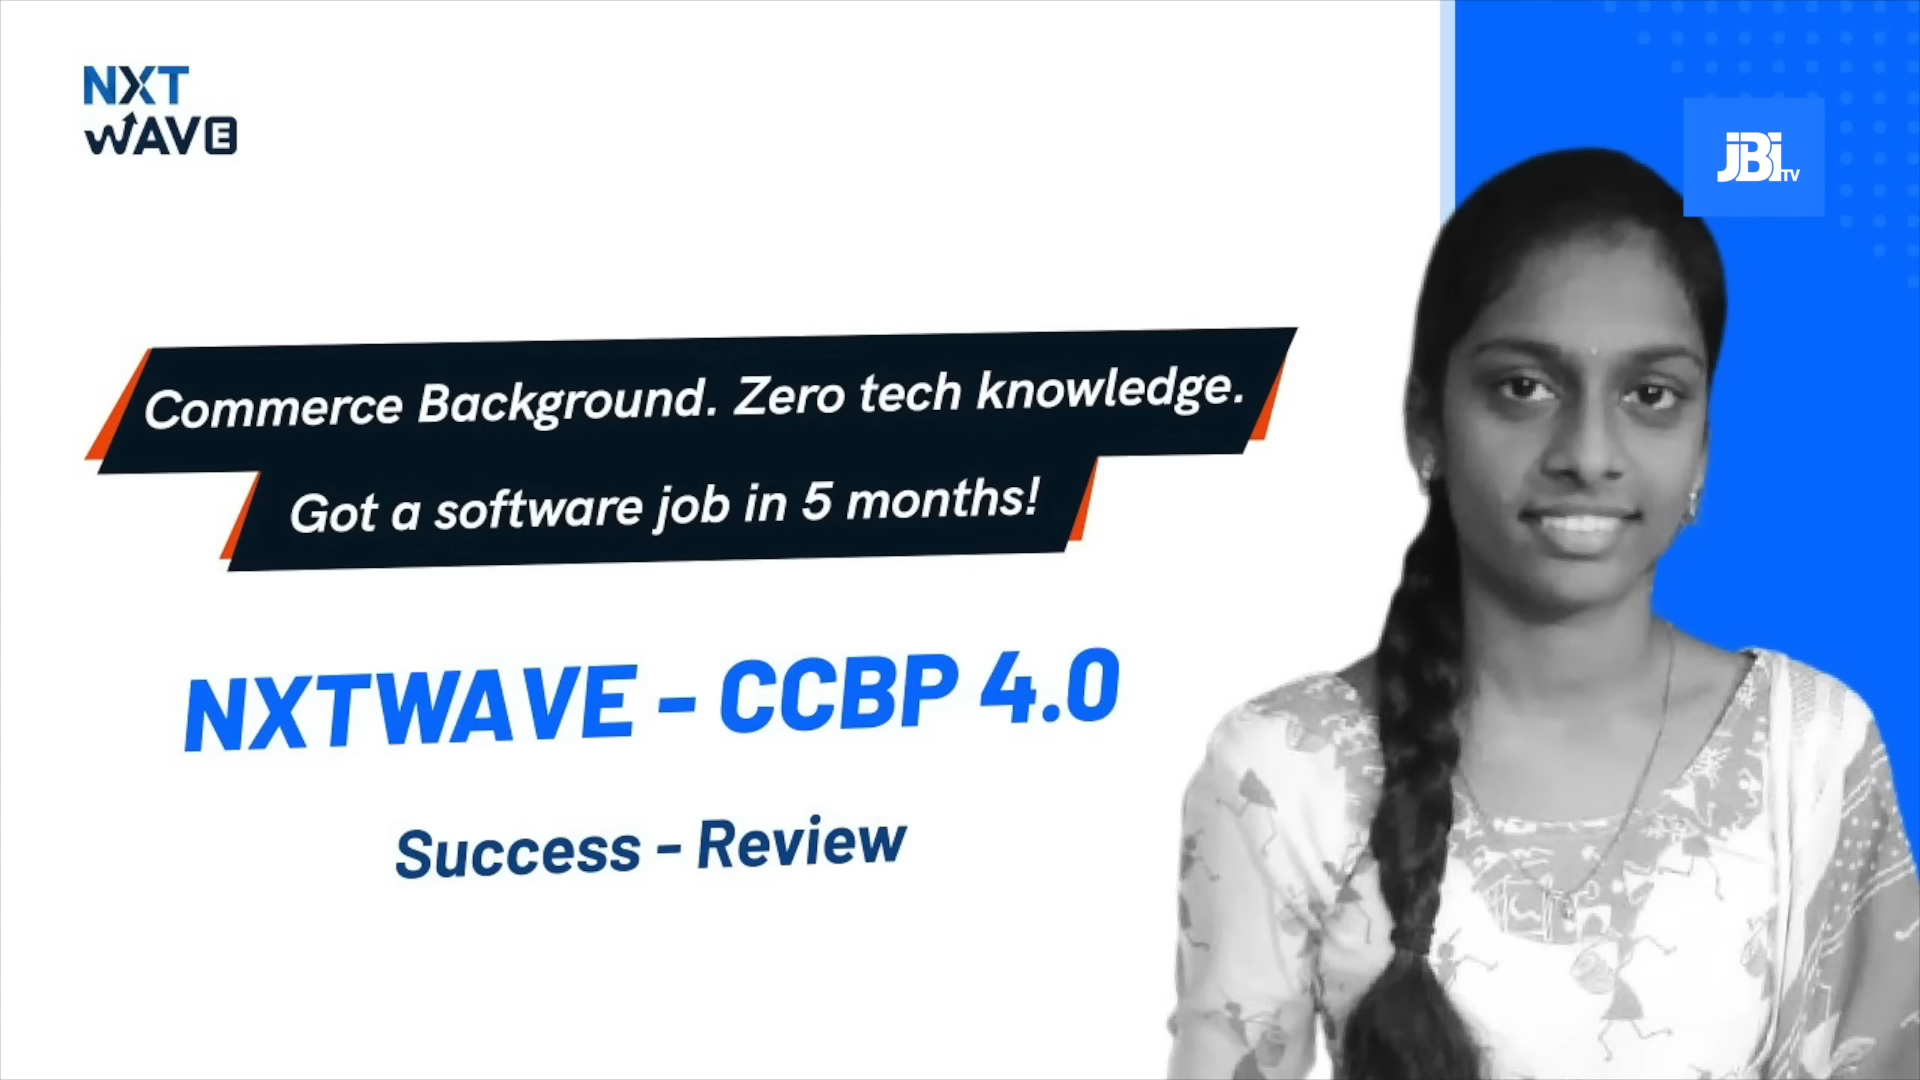 NXT
WAVE
JBi TV
Commerce Background. Zero tech knowledge.
Got a software job in 5 months!
NXTWAVE - CCBP 4.0
Success - Review